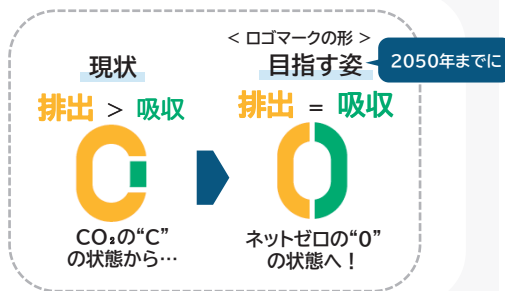 現状
排出 > 吸収
CO₂の“C”
の状態から…
< ロゴマークの形 >
目指す姿
2050年までに
排出 = 吸収
ネットゼロの“0”
の状態へ！